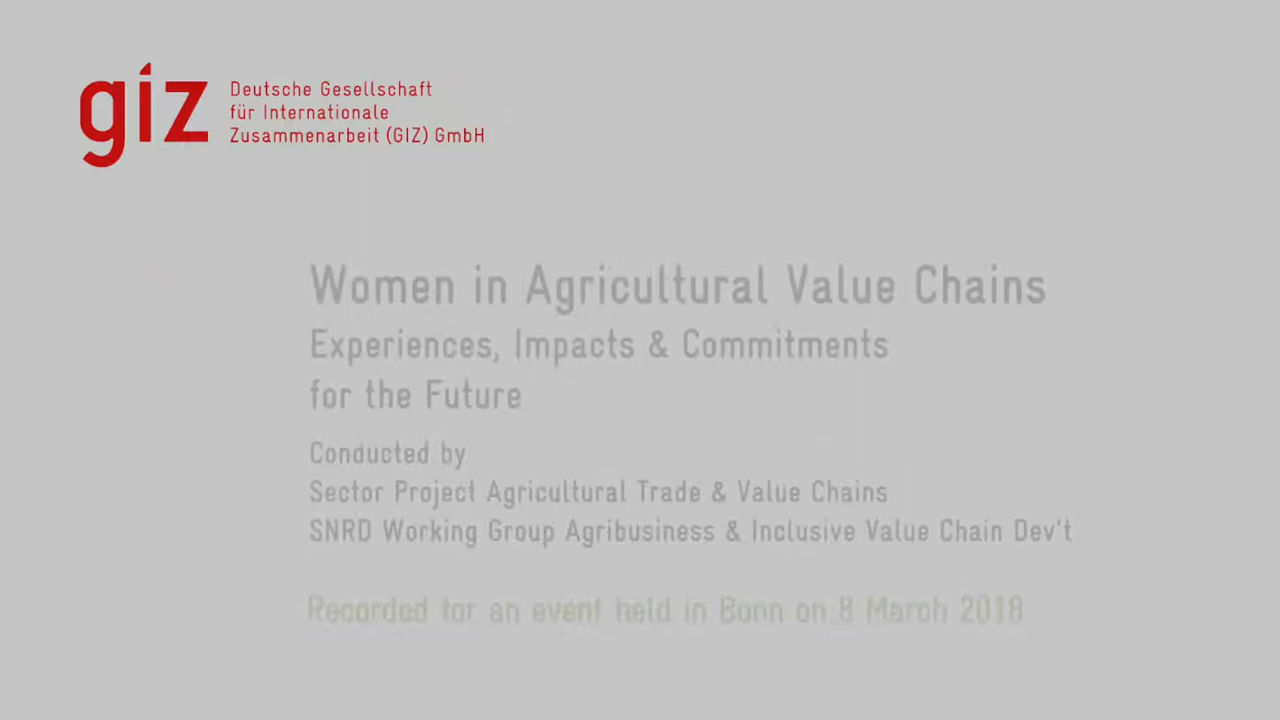 giz
Deutsche Gesellschaft
für Internationale
Zusammenarbeit (GIZ) GmbH
Women in Agricultural Value Chains
Experiences, Impacts & Commitments
for the Future
Conducted by
Sector Project Agricultural Trade & Value Chains
SNRD Working Group Agribusiness & Inclusive Value Chain Dev't
Recorded for an event held in Bonn on 8 March 2018